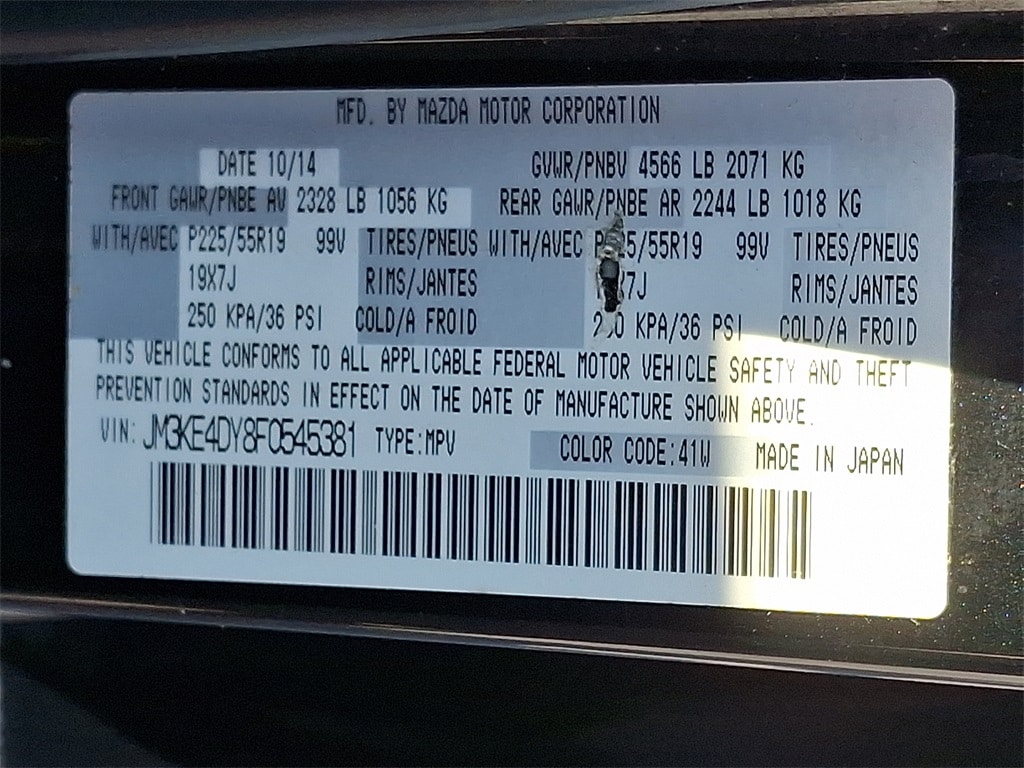 MFD. BY MAZDA MOTOR CORPORATION
DATE 10/14 GVWR/PNBV 4566 LB 2071 KG
FRONT GAWR/PNBE AV 2328 LB 1056 KG REAR GAWR/PNBE AR 2244 LB 1018 KG
WITH/AVEC P225/55R19 99V TIRES/PNEUS WITH/AVEC 99V TIRES/PNEUS
19X7J RIMS/JANTES RIMS/JANTES
250 KPA/36 PSI COLD/A FROID KPA/36 PSI COLD/A FROID
THIS VEHICLE CONFORMS TO ALL APPLICABLE FEDERAL MOTOR VEHICLE SAFETY AND THEFT
PREVENTION STANDARDS IN EFFECT ON THE DATE OF MANUFACTURE SHOWN ABOVE.
VIN: JM3KE4DY8F0545381 TYPE:MPV COLOR CODE:41W MADE IN JAPAN